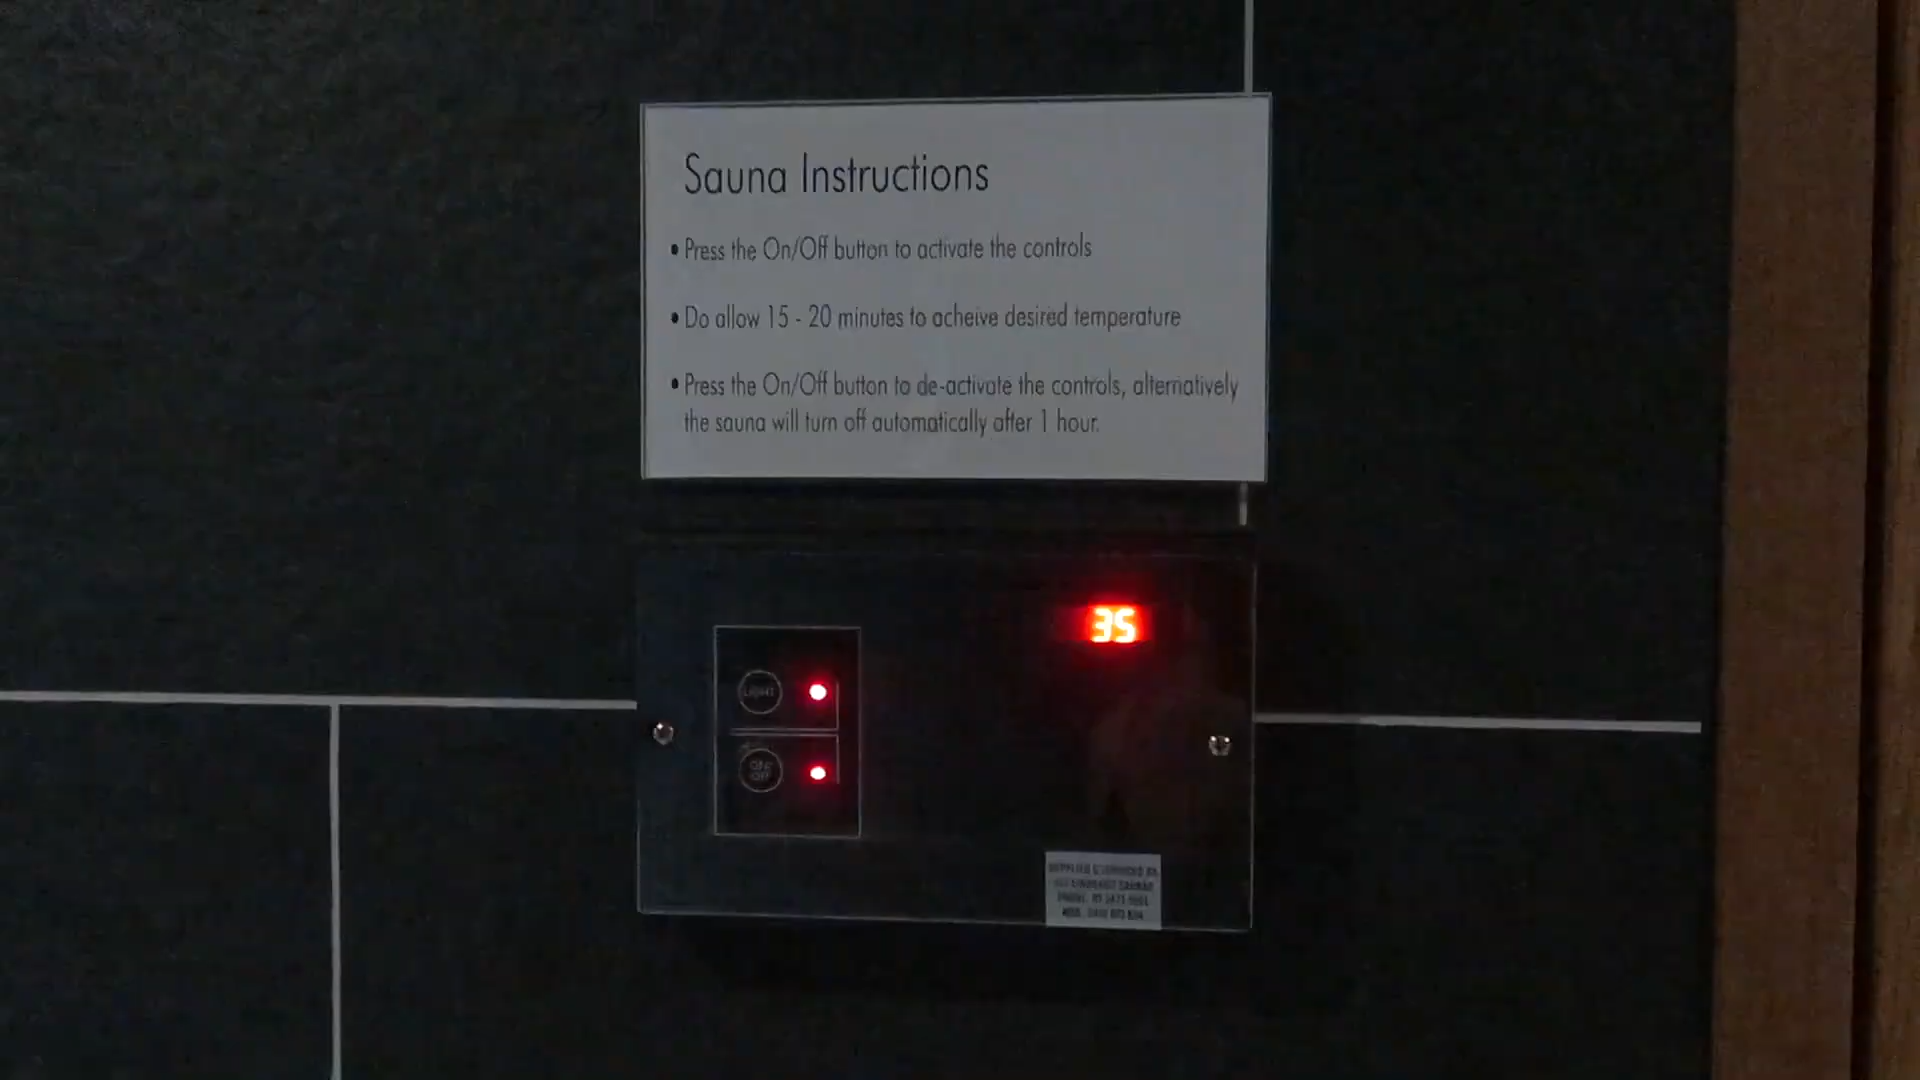 Sauna Instructions
• Press the On/Off button to activate the controls
• Do allow 15 - 20 minutes to acheive desired temperature
• Press the On/Off button to de-activate the controls, alternatively
the sauna will turn off automatically after 1 hour.
35
LIGHT
ON/
OFF